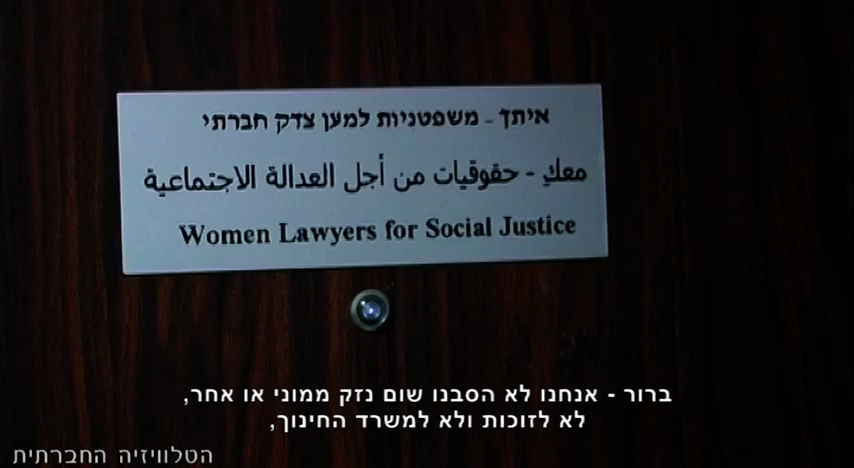 איתך - משפטניות למען צדק חברתי
معكِ - حقوقيات من أجل العدالة الاجتماعية
Women Lawyers for Social Justice
ברור - אנחנו לא הסבנו שום נזק ממוני או אחר,
לא לזוכות ולא למשרד החינוך,
הטלוויזיה החברתית